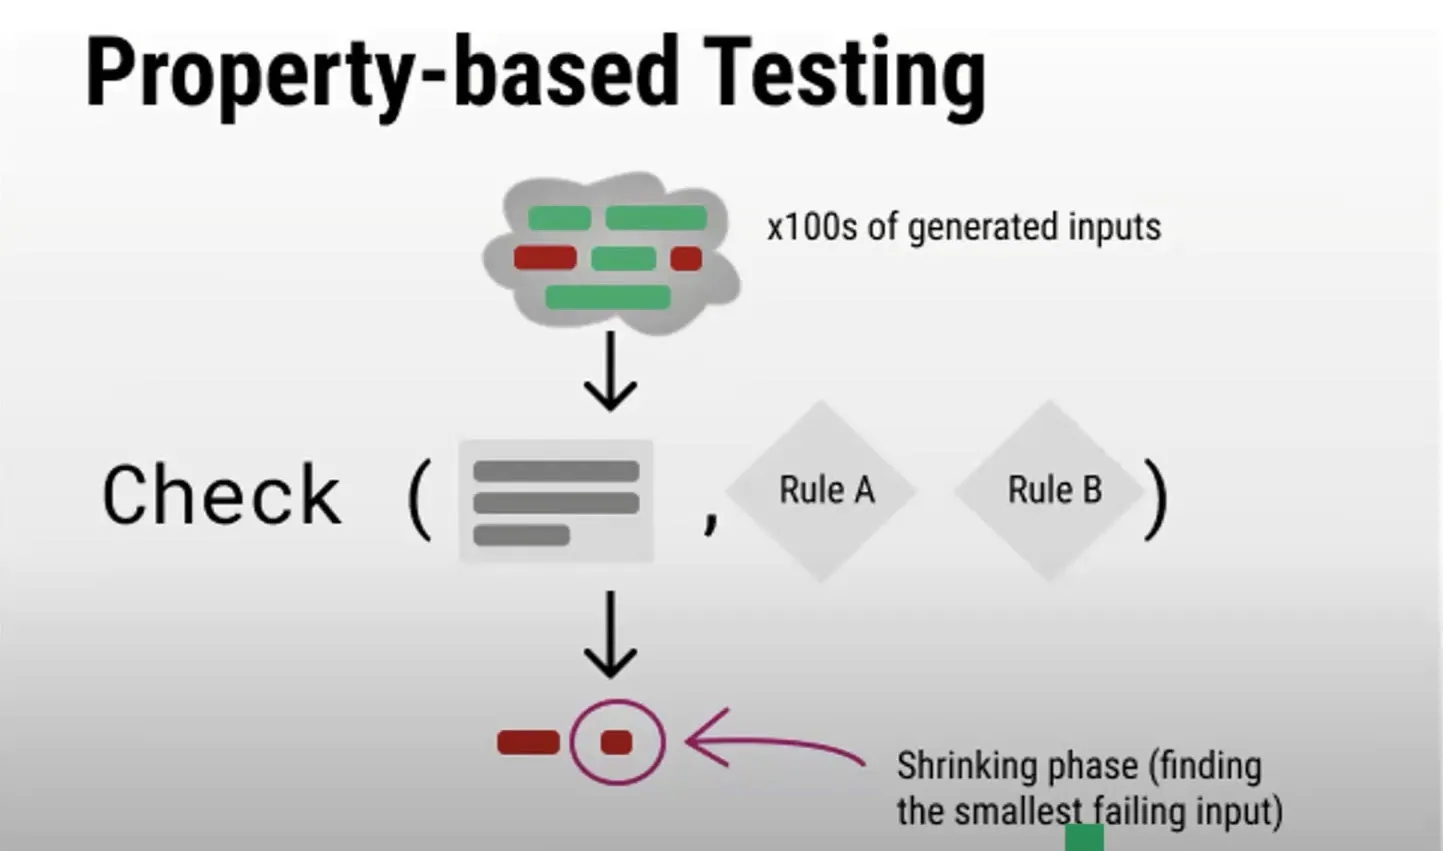 Property-based Testing
x100s of generated inputs
Check ( , Rule A Rule B )
Shrinking phase (finding
the smallest failing input)